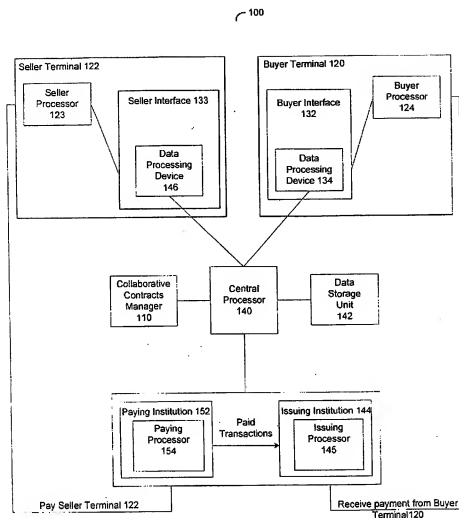 100
Seller Terminal 122
Seller
Processor
123
Seller Interface 133
Data
Processing
Device
146
Buyer Terminal 120
Buyer Interface
132
Data
Processing
Device 134
Buyer
Processor
124
Collaborative
Contracts
Manager
110
Central
Processor
140
Data
Storage
Unit
142
Paying Institution 152
Paying
Processor
154
Paid
Transactions
Issuing Institution 144
Issuing
Processor
145
Pay Seller Terminal 122
Receive payment from Buyer
Terminal120